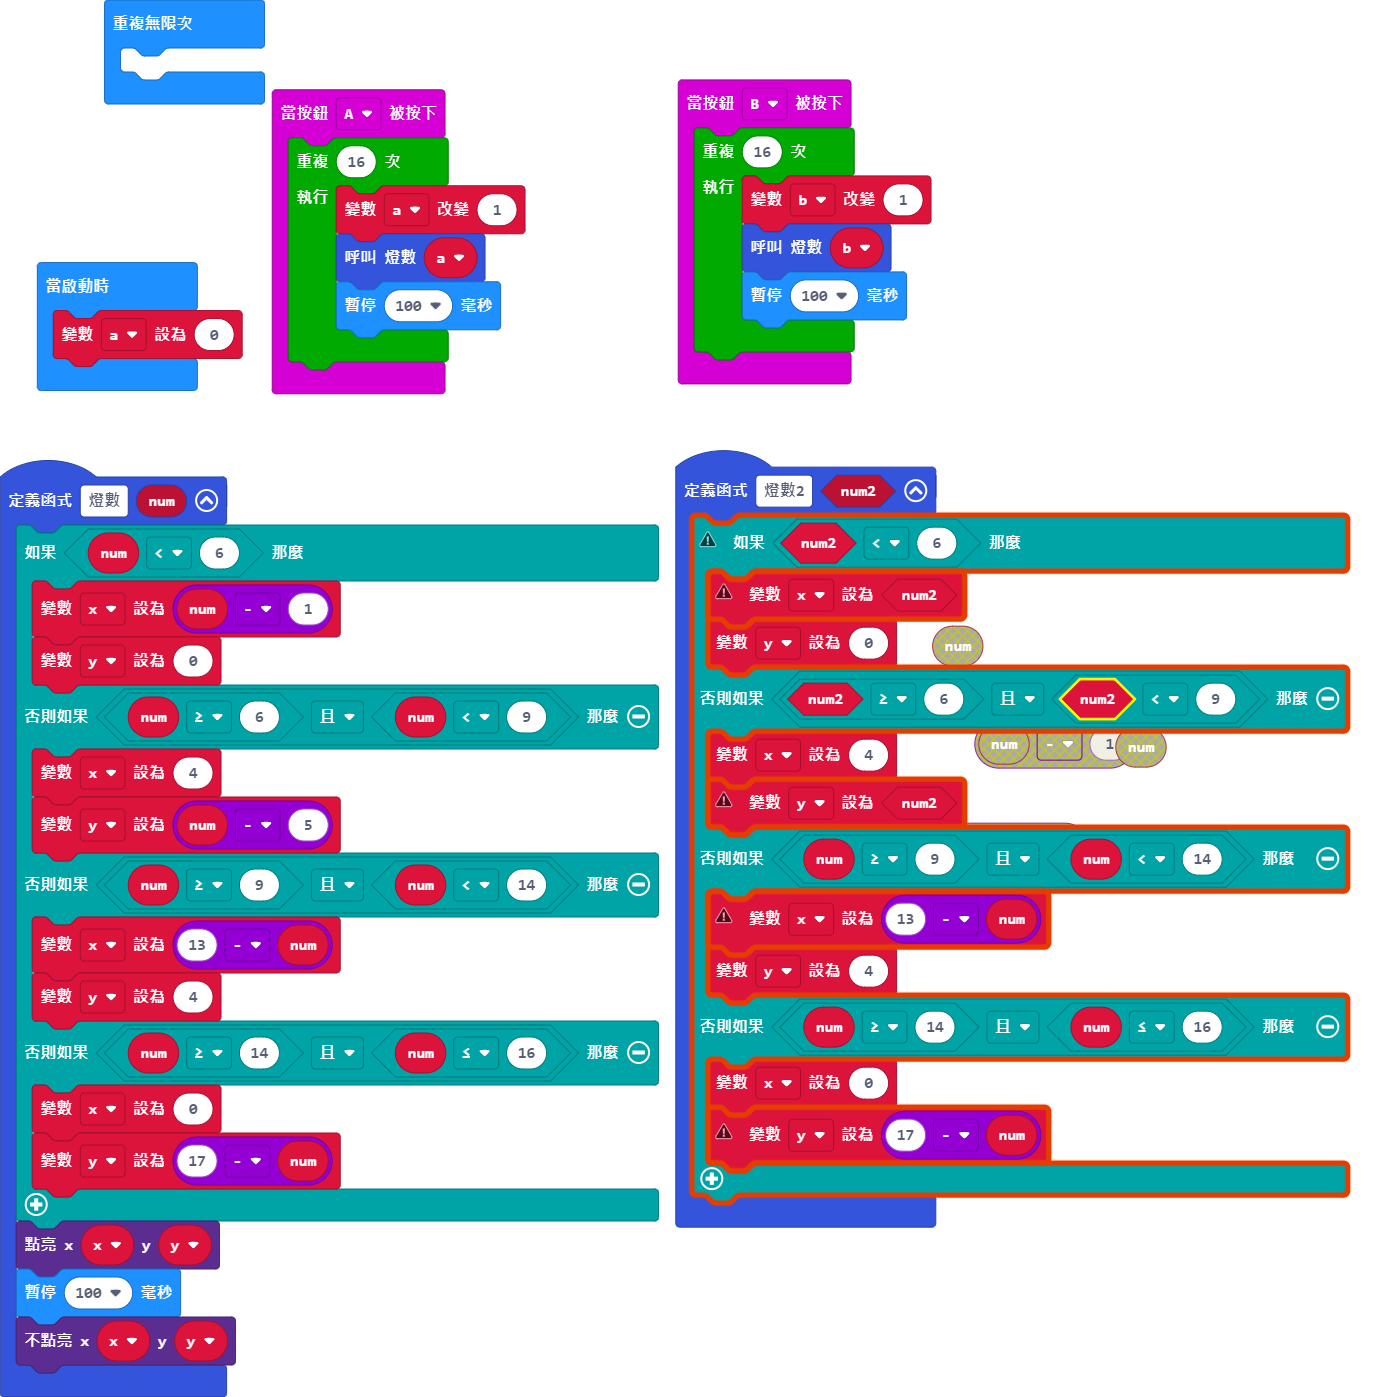 重複無限次
當按鈕 A 被按下
重複 16 次
執行
變數 a 改變 1
呼叫 燈數 a
暫停 100 毫秒
當按鈕 B 被按下
重複 16 次
執行
變數 b 改變 1
呼叫 燈數 b
暫停 100 毫秒
當啟動時
變數 a 設為 0
定義函式 燈數 num
如果 num < 6 那麼
變數 x 設為 num - 1
變數 y 設為 0
否則如果 num ≥ 6 且 num < 9 那麼
變數 x 設為 4
變數 y 設為 num - 5
否則如果 num ≥ 9 且 num < 14 那麼
變數 x 設為 13 - num
變數 y 設為 4
否則如果 num ≥ 14 且 num ≤ 16 那麼
變數 x 設為 0
變數 y 設為 17 - num
點亮 x x y y
暫停 100 毫秒
不點亮 x x y y
定義函式 燈數2 num2
如果 num2 < 6 那麼
變數 x 設為 num2
變數 y 設為 0
num
否則如果 num2 ≥ 6 且 num2 < 9 那麼
變數 x 設為 4
num - 1 num
變數 y 設為 num2
否則如果 num ≥ 9 且 num < 14 那麼
變數 x 設為 13 - num
變數 y 設為 4
否則如果 num ≥ 14 且 num ≤ 16 那麼
變數 x 設為 0
變數 y 設為 17 - num